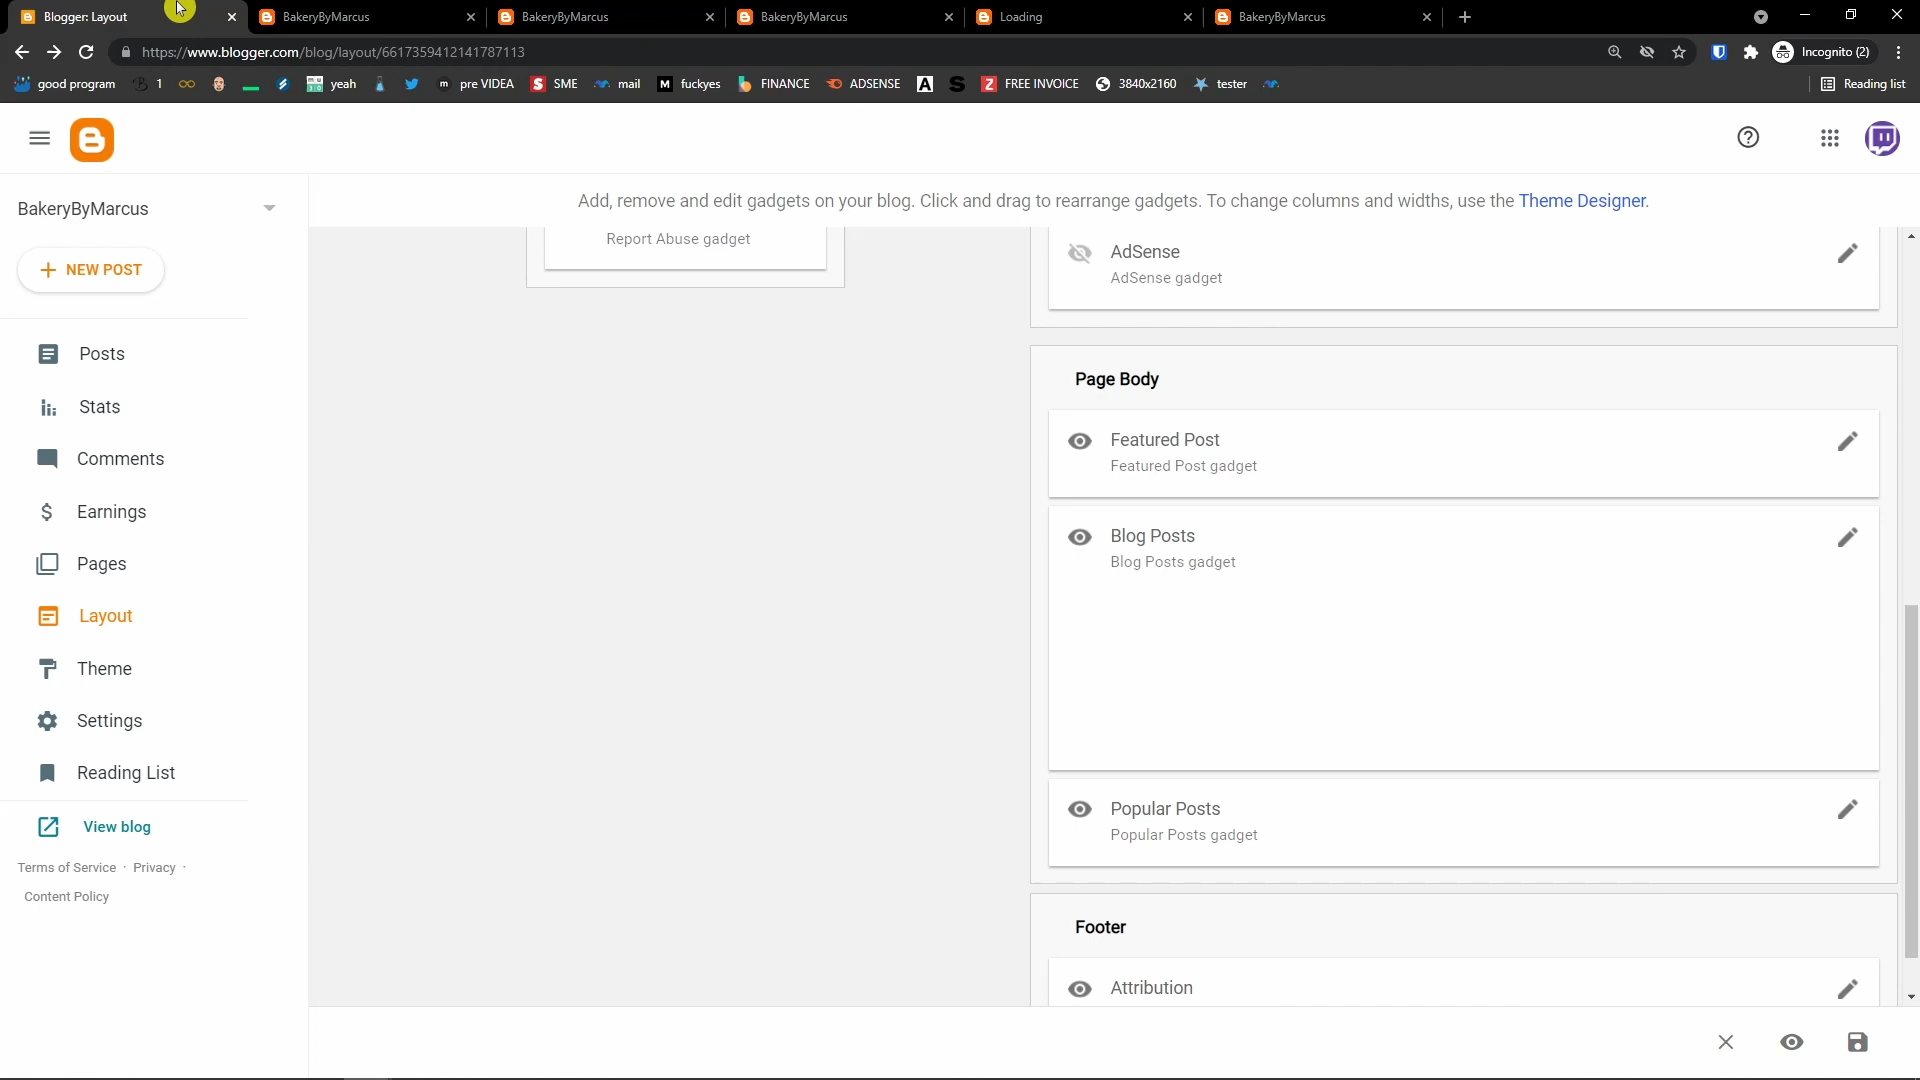 Blogger: Layout
BakeryByMarcus
BakeryByMarcus
BakeryByMarcus
Loading
BakeryByMarcus
https://www.blogger.com/blog/layout/6617359412141787113
Incognito (2)
good program
1
yeah
pre VIDEA
SME
mail
fuckyes
FINANCE
ADSENSE
FREE INVOICE
3840x2160
tester
Reading list
BakeryByMarcus
Add, remove and edit gadgets on your blog. Click and drag to rearrange gadgets. To change columns and widths, use the Theme Designer.
NEW POST
Posts
Stats
Comments
Earnings
Pages
Layout
Theme
Settings
Reading List
View blog
Terms of Service · Privacy ·
Content Policy
Report Abuse gadget
AdSense
AdSense gadget
Page Body
Featured Post
Featured Post gadget
Blog Posts
Blog Posts gadget
Popular Posts
Popular Posts gadget
Footer
Attribution